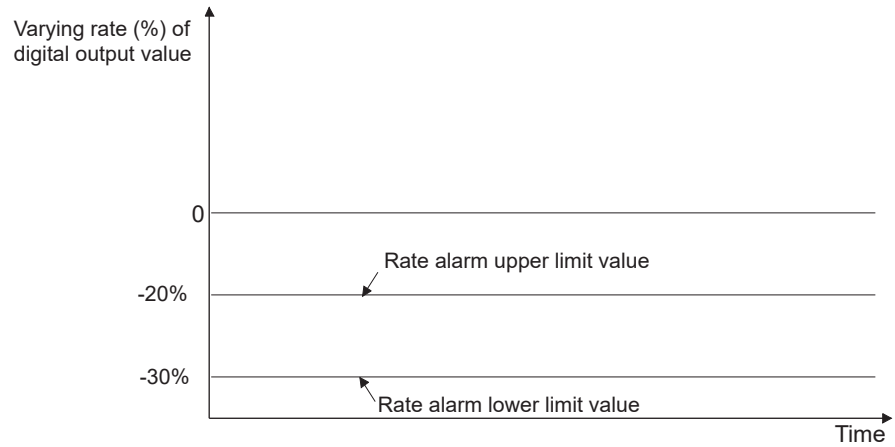 Varying rate (%) of
digital output value
0
Rate alarm upper limit value
-20%
-30%
Rate alarm lower limit value
Time